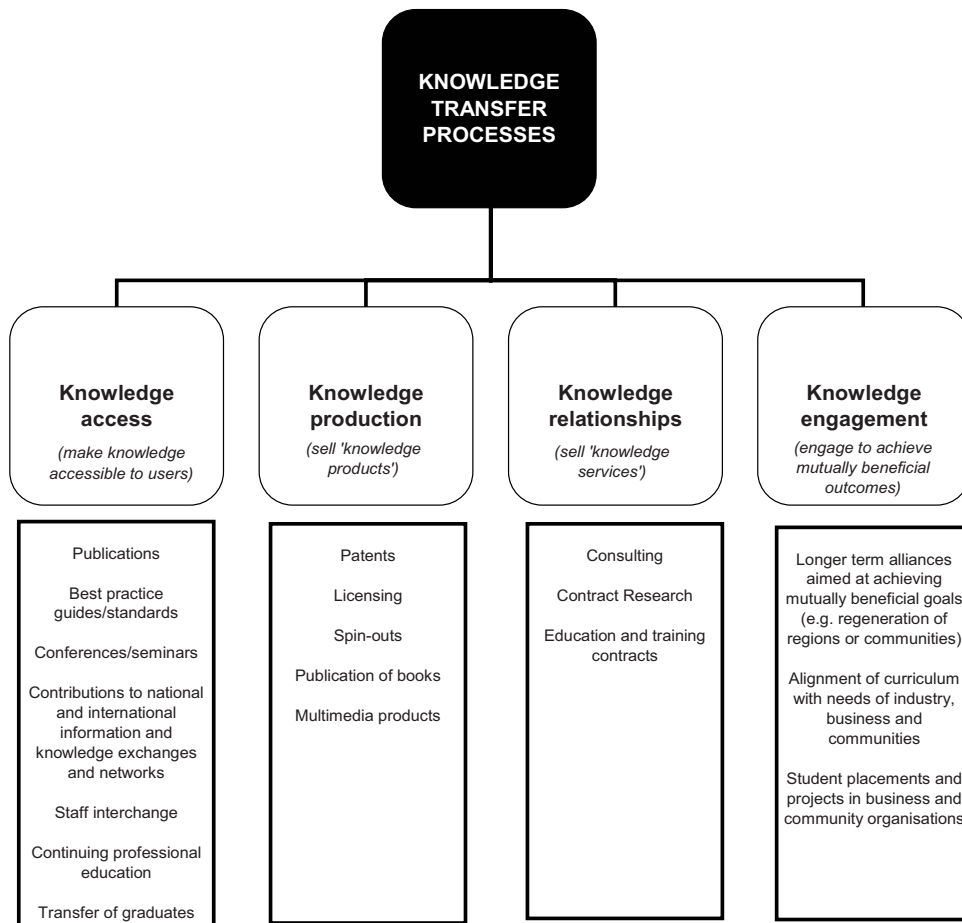 KNOWLEDGE
TRANSFER
PROCESSES
Knowledge
access
(make knowledge
accessible to users)
Publications
Best practice
guides/standards
Conferences/seminars
Contributions to national
and international
information and
knowledge exchanges
and networks
Staff interchange
Continuing professional
education
Transfer of graduates
Knowledge
production
(sell 'knowledge
products')
Patents
Licensing
Spin-outs
Publication of books
Multimedia products
Knowledge
relationships
(sell 'knowledge
services')
Consulting
Contract Research
Education and training
contracts
Knowledge
engagement
(engage to achieve
mutually beneficial
outcomes)
Longer term alliances
aimed at achieving
mutually beneficial goals
(e.g. regeneration of
regions or communities)
Alignment of curriculum
with needs of industry,
business and
communities
Student placements and
projects in business and
community organisations